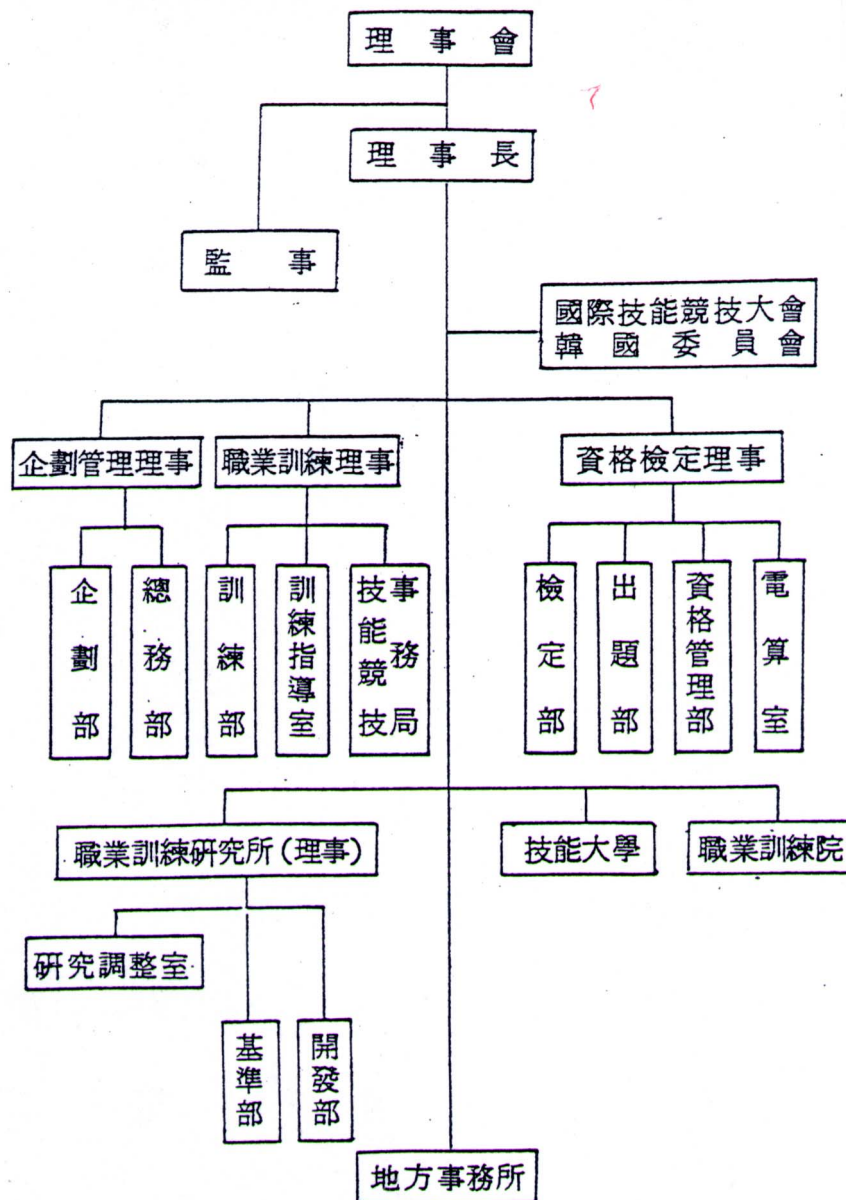 理事會
理事長
監事
國際技能競技大會
韓國委員會
企劃管理理事
職業訓練理事
資格檢定理事
企劃部
總務部
訓練部
訓練指導室
技能競技
事務局
檢定部
出題部
資格管理部
電算室
職業訓練硏究所(理事)
技能大學
職業訓練院
硏究調整室
基準部
開發部
地方事務所